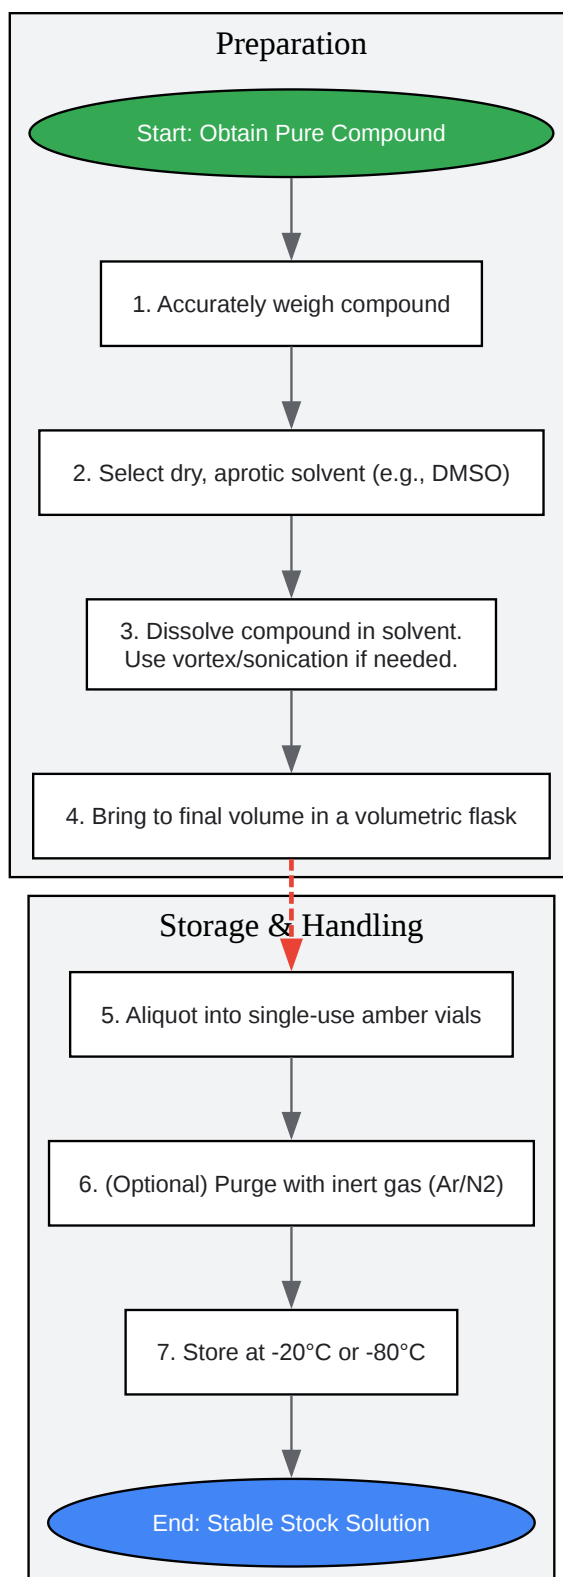 Preparation
Start: Obtain Pure Compound
1. Accurately weigh compound
2. Select dry, aprotic solvent (e.g., DMSO)
3. Dissolve compound in solvent.
Use vortex/sonication if needed.
4. Bring to final volume in a volumetric flask
Storage & Handling
5. Aliquot into single-use amber vials
6. (Optional) Purge with inert gas (Ar/N2)
7. Store at -20°C or -80°C
End: Stable Stock Solution